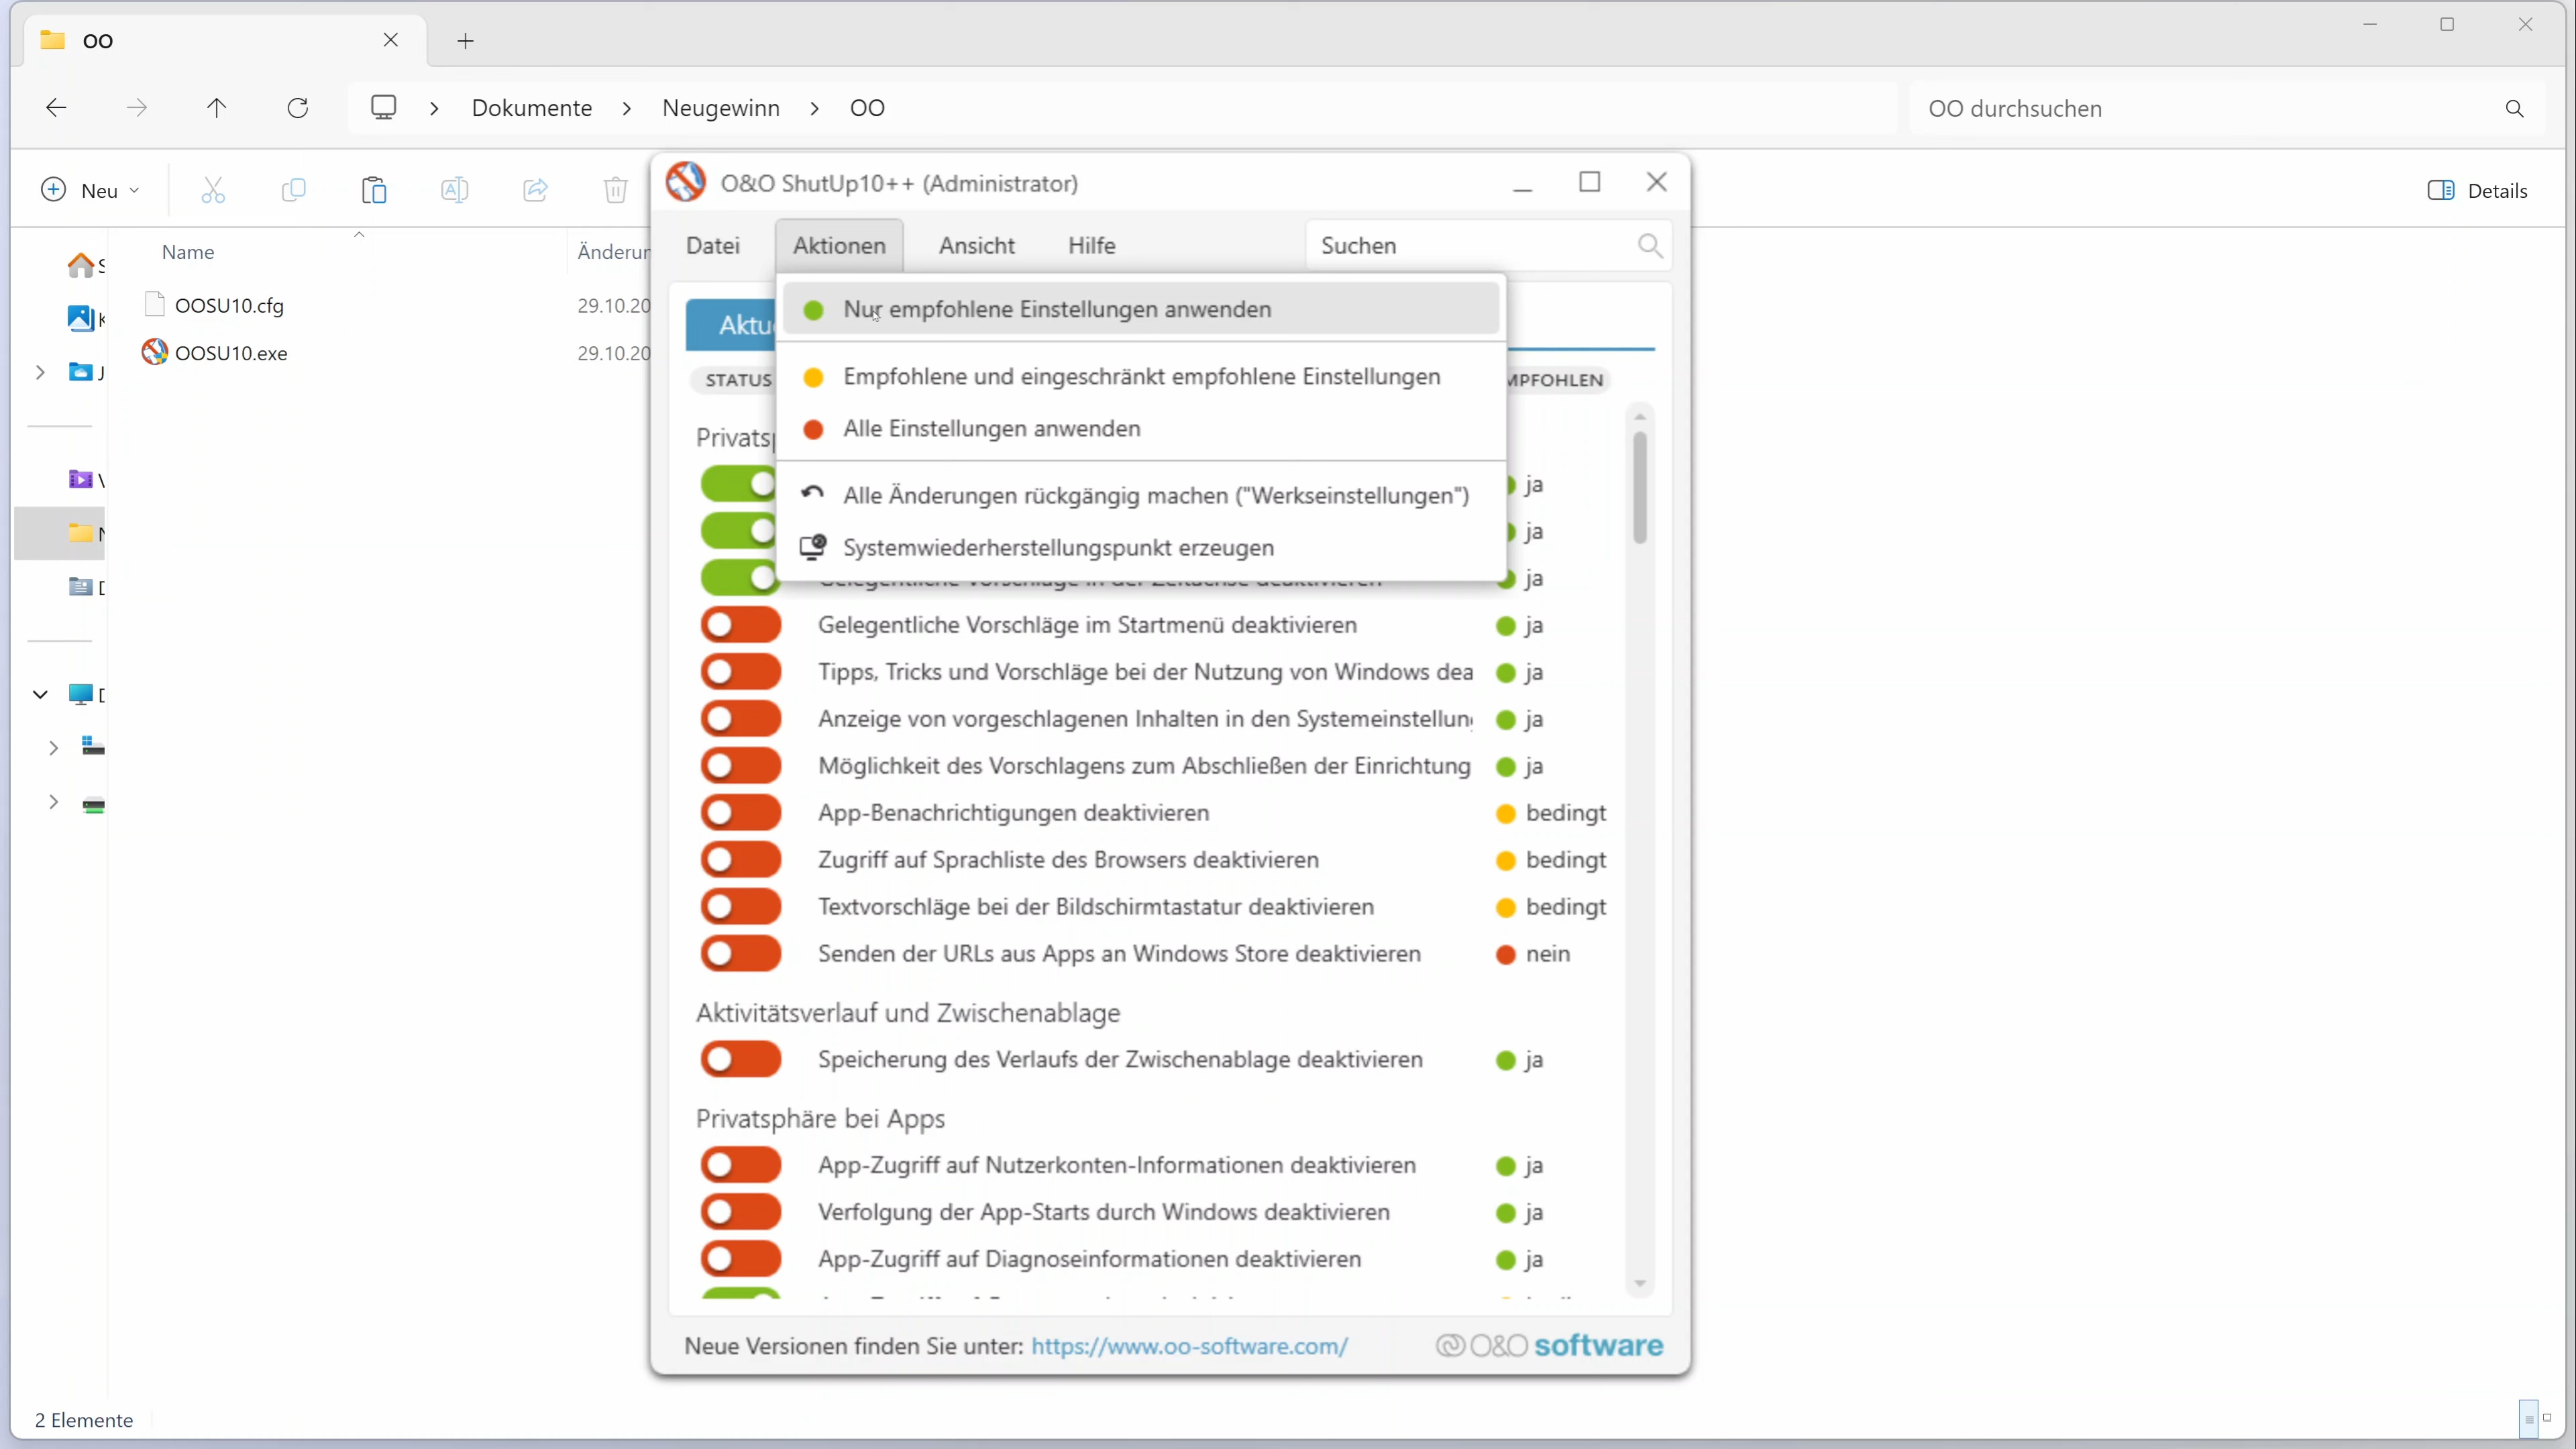 OO
Dokumente > Neugewinn > OO
OO durchsuchen
Neu
Details
Name
OOSU10.cfg
29.10.20
OOSU10.exe
29.10.20
2 Elemente
O&O ShutUp10++ (Administrator)
Datei Aktionen Ansicht Hilfe
Suchen
STATUS
Nur empfohlene Einstellungen anwenden
Empfohlene und eingeschränkt empfohlene Einstellungen
Alle Einstellungen anwenden
Alle Änderungen rückgängig machen ("Werkseinstellungen")
Systemwiederherstellungspunkt erzeugen
ja
ja
Gelegentliche Vorschläge in der Zeitachse deaktivieren ja
Gelegentliche Vorschläge im Startmenü deaktivieren ja
Tipps, Tricks und Vorschläge bei der Nutzung von Windows dea ja
Anzeige von vorgeschlagenen Inhalten in den Systemeinstellun ja
Möglichkeit des Vorschlagens zum Abschließen der Einrichtung ja
App-Benachrichtigungen deaktivieren bedingt
Zugriff auf Sprachliste des Browsers deaktivieren bedingt
Textvorschläge bei der Bildschirmtastatur deaktivieren bedingt
Senden der URLs aus Apps an Windows Store deaktivieren nein
Aktivitätsverlauf und Zwischenablage
Speicherung des Verlaufs der Zwischenablage deaktivieren ja
Privatsphäre bei Apps
App-Zugriff auf Nutzerkonten-Informationen deaktivieren ja
Verfolgung der App-Starts durch Windows deaktivieren ja
App-Zugriff auf Diagnoseinformationen deaktivieren ja
Neue Versionen finden Sie unter: https://www.oo-software.com/
O&O software